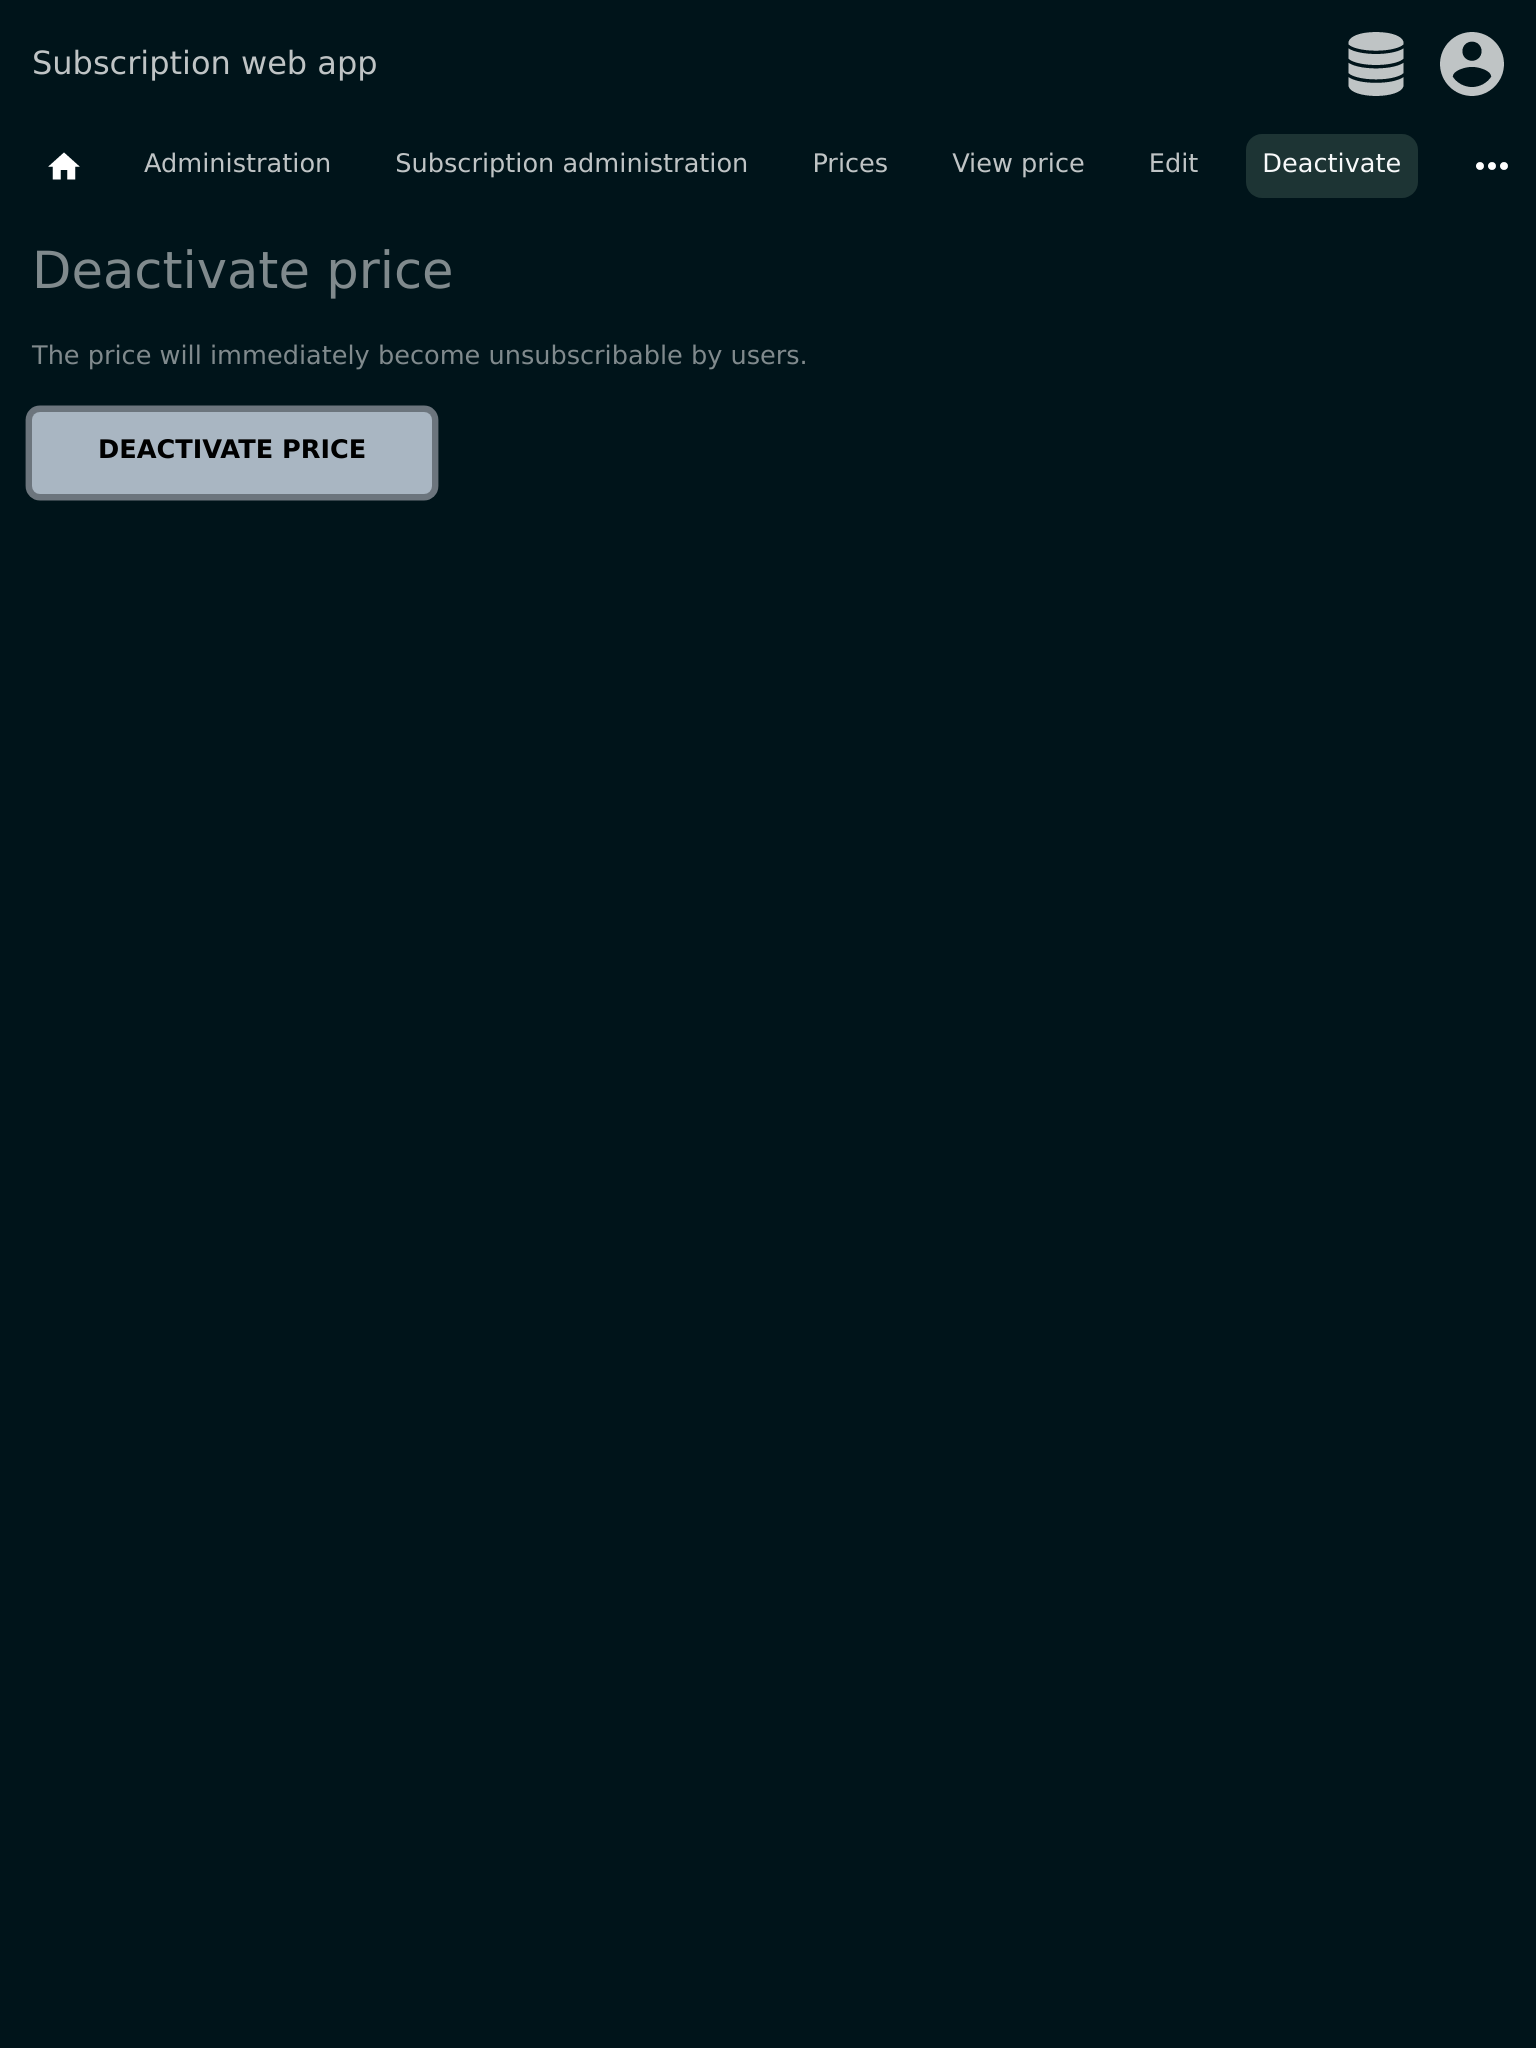 Subscription web app
Administration Subscription administration Prices View price Edit Deactivate
Deactivate price
The price will immediately become unsubscribable by users.
DEACTIVATE PRICE